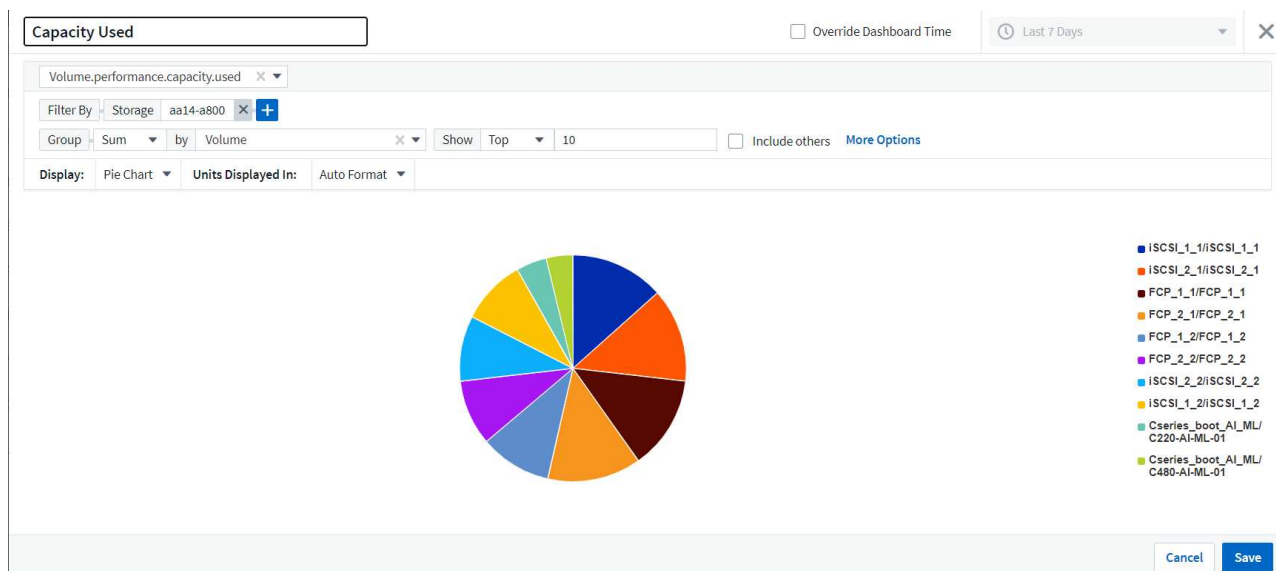 Capacity Used
Override Dashboard Time
Last 7 Days
Volume.performance.capacity.used
Filter By Storage aa14-a800
Group Sum by Volume Show Top 10 Include others More Options
Display: Pie Chart Units Displayed In: Auto Format
iSCSI_1_1/iSCSI_1_1
iSCSI_2_1/iSCSI_2_1
FCP_1_1/FCP_1_1
FCP_2_1/FCP_2_1
FCP_1_2/FCP_1_2
FCP_2_2/FCP_2_2
iSCSI_2_2/iSCSI_2_2
iSCSI_1_2/iSCSI_1_2
Cseries_boot_AI_ML/
C220-AI-ML-01
Cseries_boot_AI_ML/
C480-AI-ML-01
Cancel Save